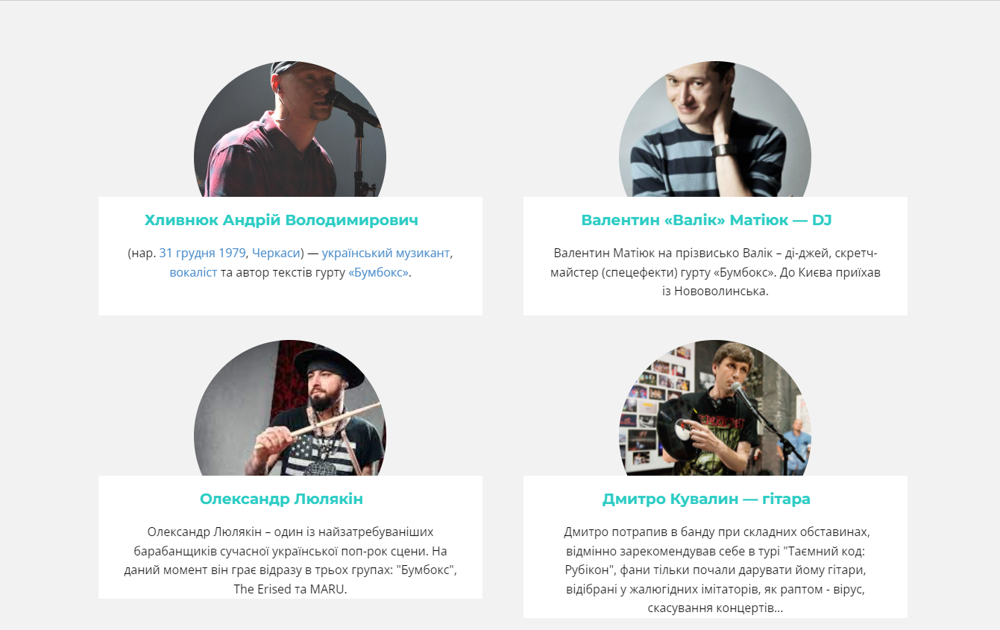 Хливнюк Андрій Володимирович
(нар. 31 грудня 1979, Черкаси) — український музикант,
вокаліст та автор текстів гурту «Бумбокс».
Валентин «Валік» Матіюк — DJ
Валентин Матіюк на прізвисько Валік – ді-джей, скретч-
майстер (спецефекти) гурту «Бумбокс». До Києва приїхав
із Нововолинська.
Олександр Люлякін
Олександр Люлякін – один із найзатребуваніших
барабанщиків сучасної української поп-рок сцени. На
даний момент він грає відразу в трьох групах: "Бумбокс",
The Erised та MARU.
Дмитро Кувалин — гітара
Дмитро потрапив в банду при складних обставинах,
відмінно зарекомендував себе в турі "Таємний код:
Рубікон", фани тільки почали дарувати йому гітари,
відібрані у жалюгідних імітаторів, як раптом - вірус,
скасування концертів...